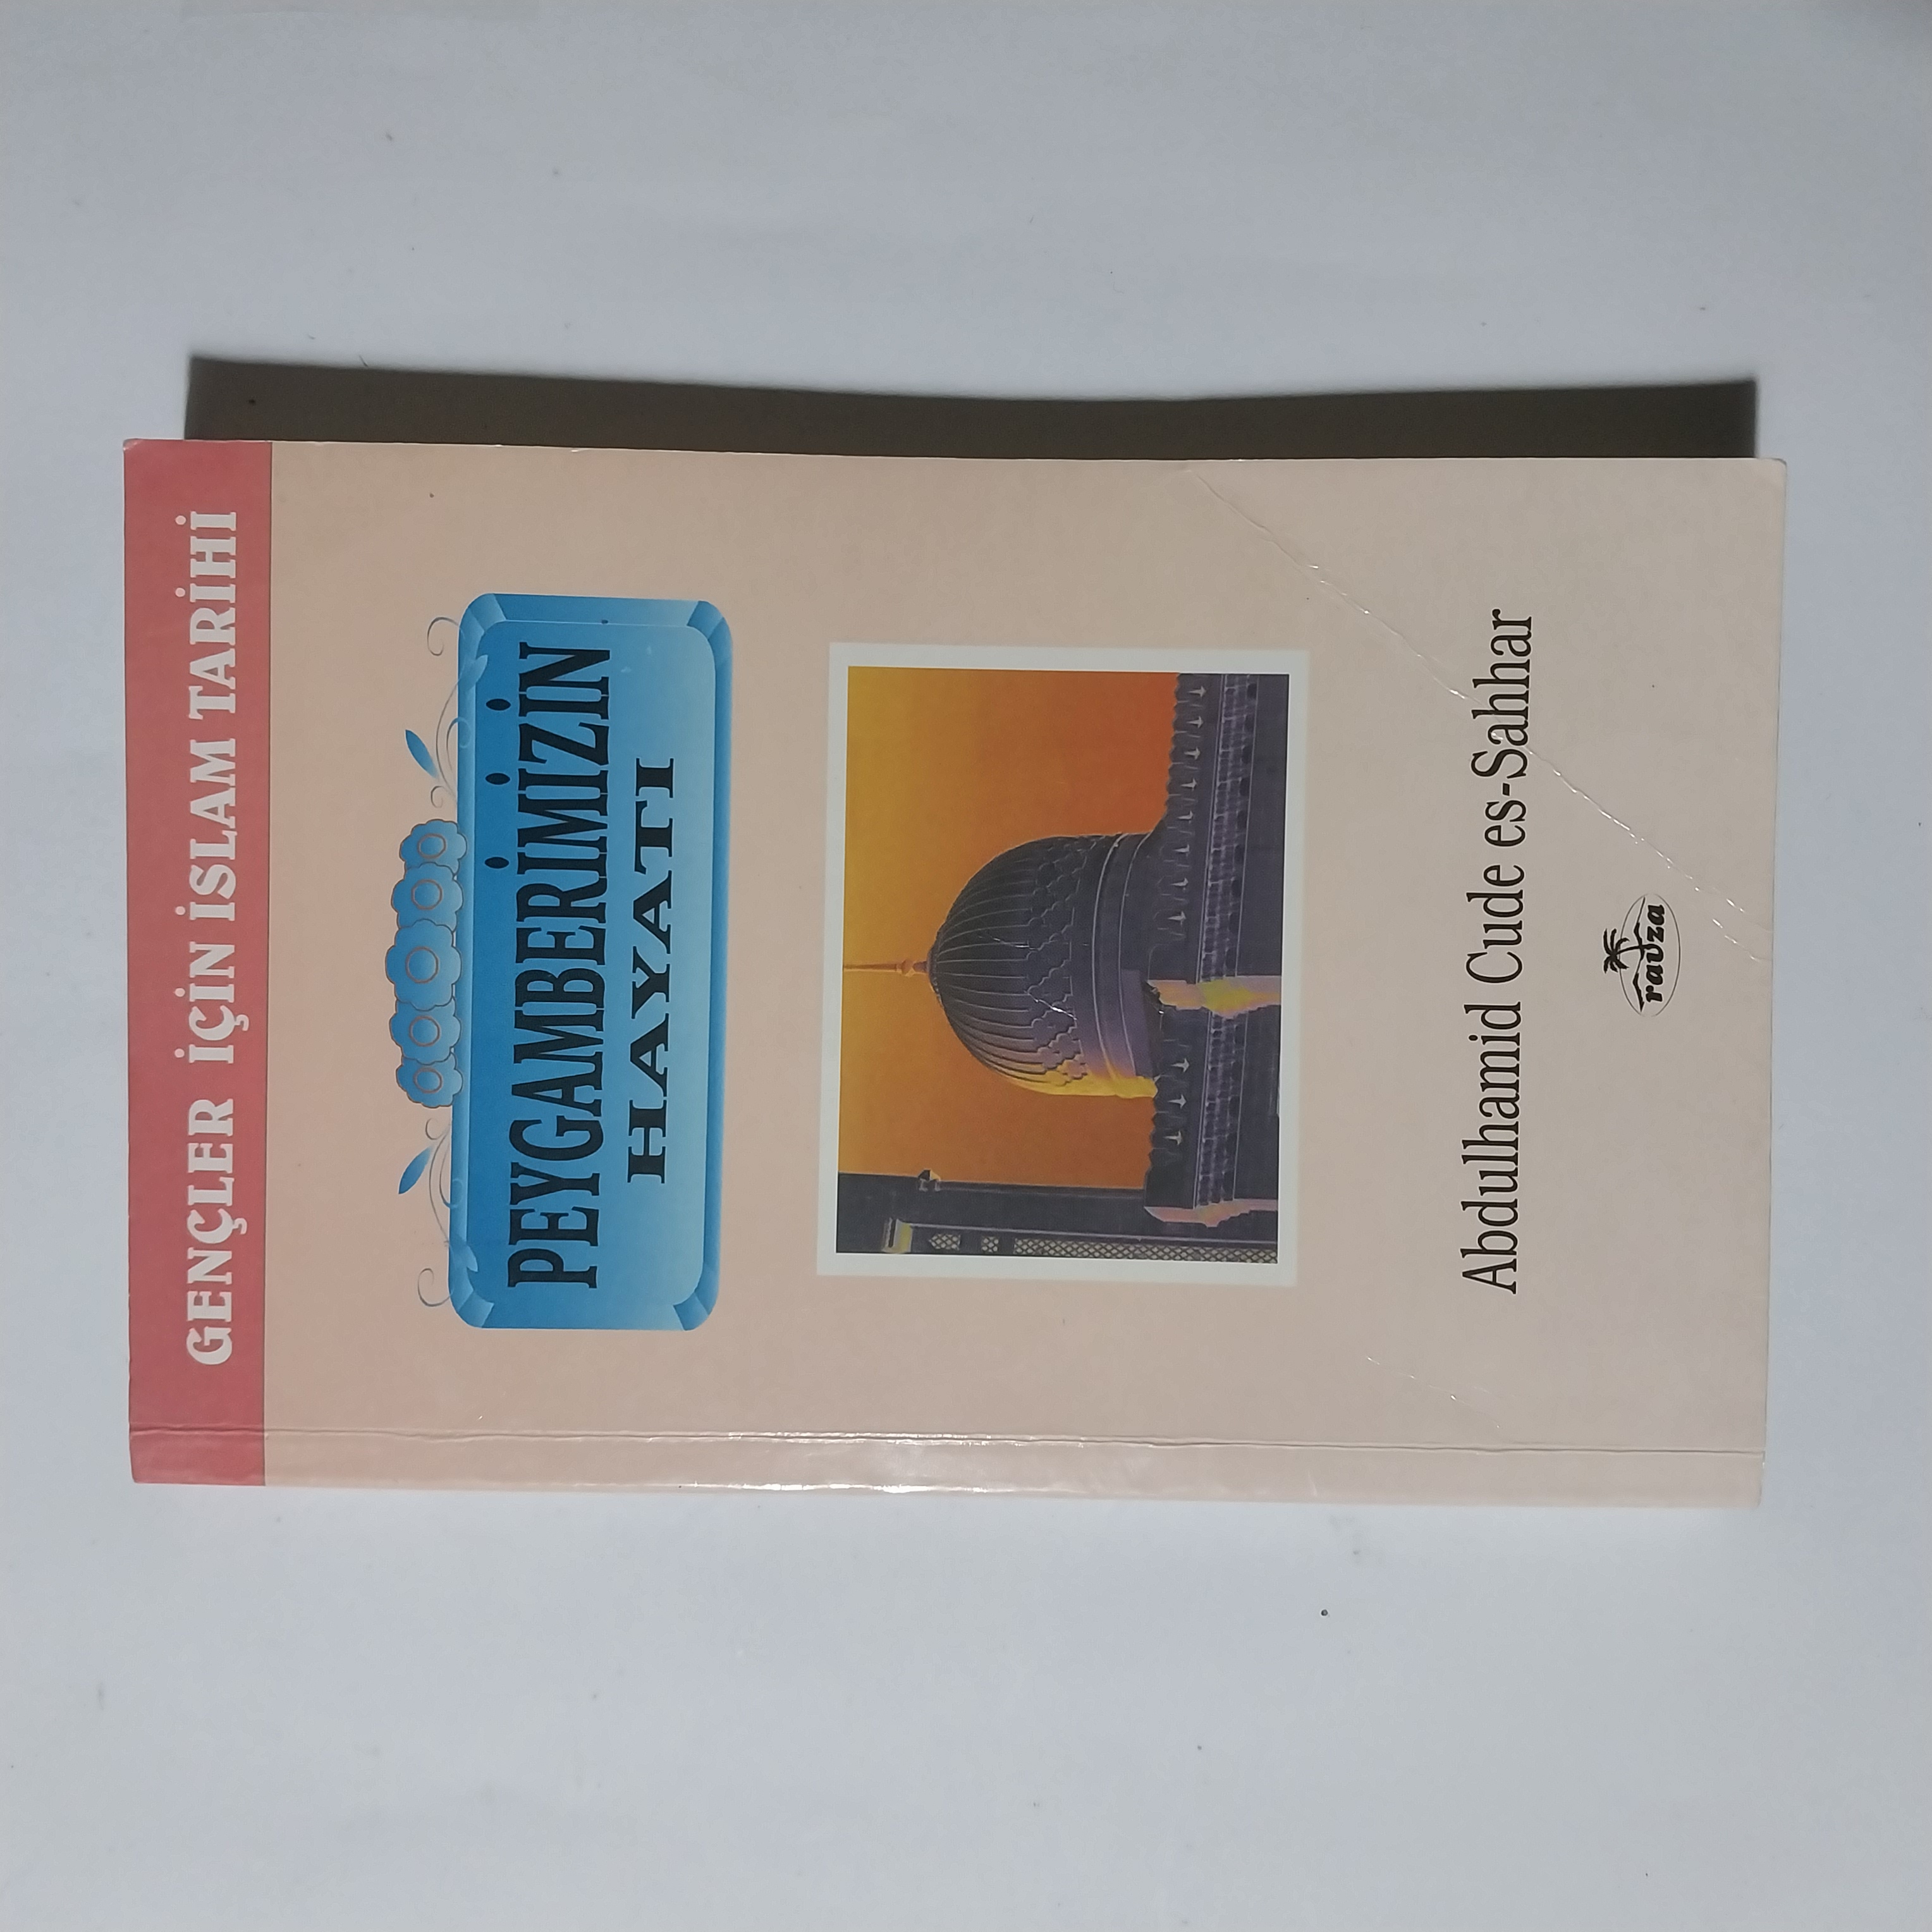 GENÇLER İÇİN İSLAM TARİHİ
PEYGAMBERİMİZİN
HAYATI
Abdulhamid Cude es-Sahhar
ravza